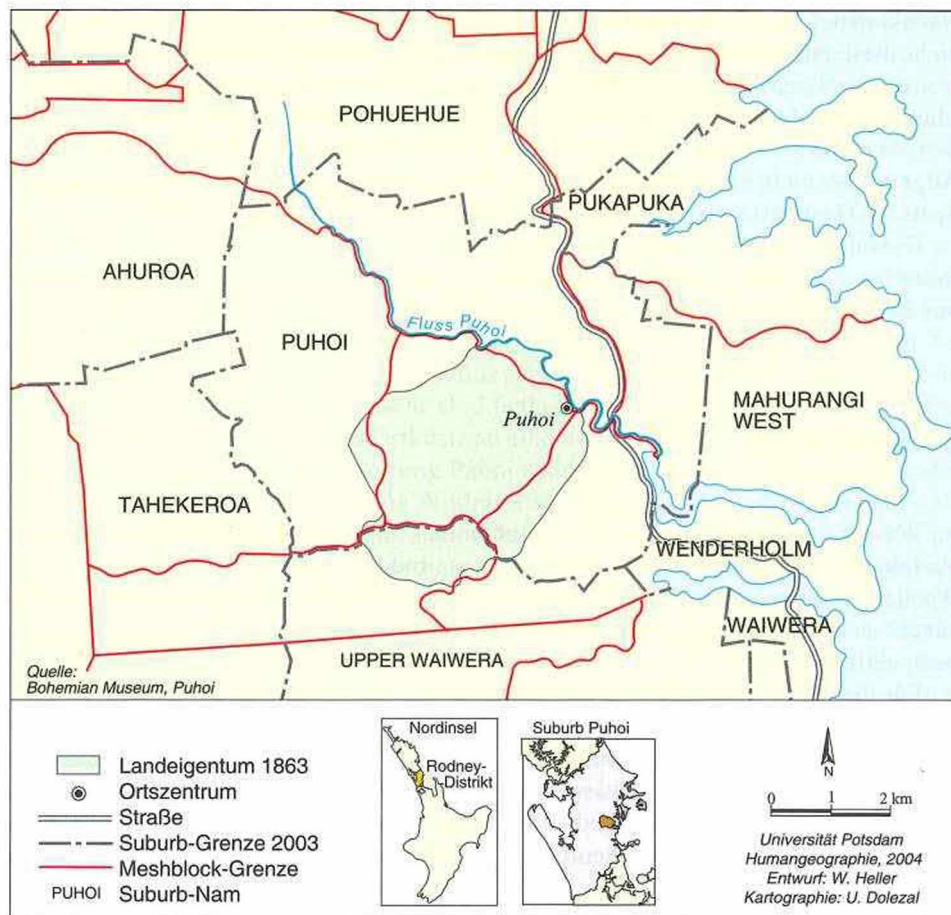 POHUEHUE
PUKAPUKA
AHUROA
Fluss Puhoi
PUHOI
Puhoi
MAHURANGI
WEST
TAHEKEROA
WENDERHOLM
WAIWERA
UPPER WAIWERA
Quelle:
Bohemian Museum, Puhoi
Landeigentum 1863
Ortszentrum
Straße
Suburb-Grenze 2003
Meshblock-Grenze
PUHOI Suburb-Nam
Nordinsel
Rodney-
Distrikt
Suburb Puhoi
N
0 1 2 km
Universität Potsdam
Humangeographie, 2004
Entwurf: W. Heller
Kartographie: U. Dolezal